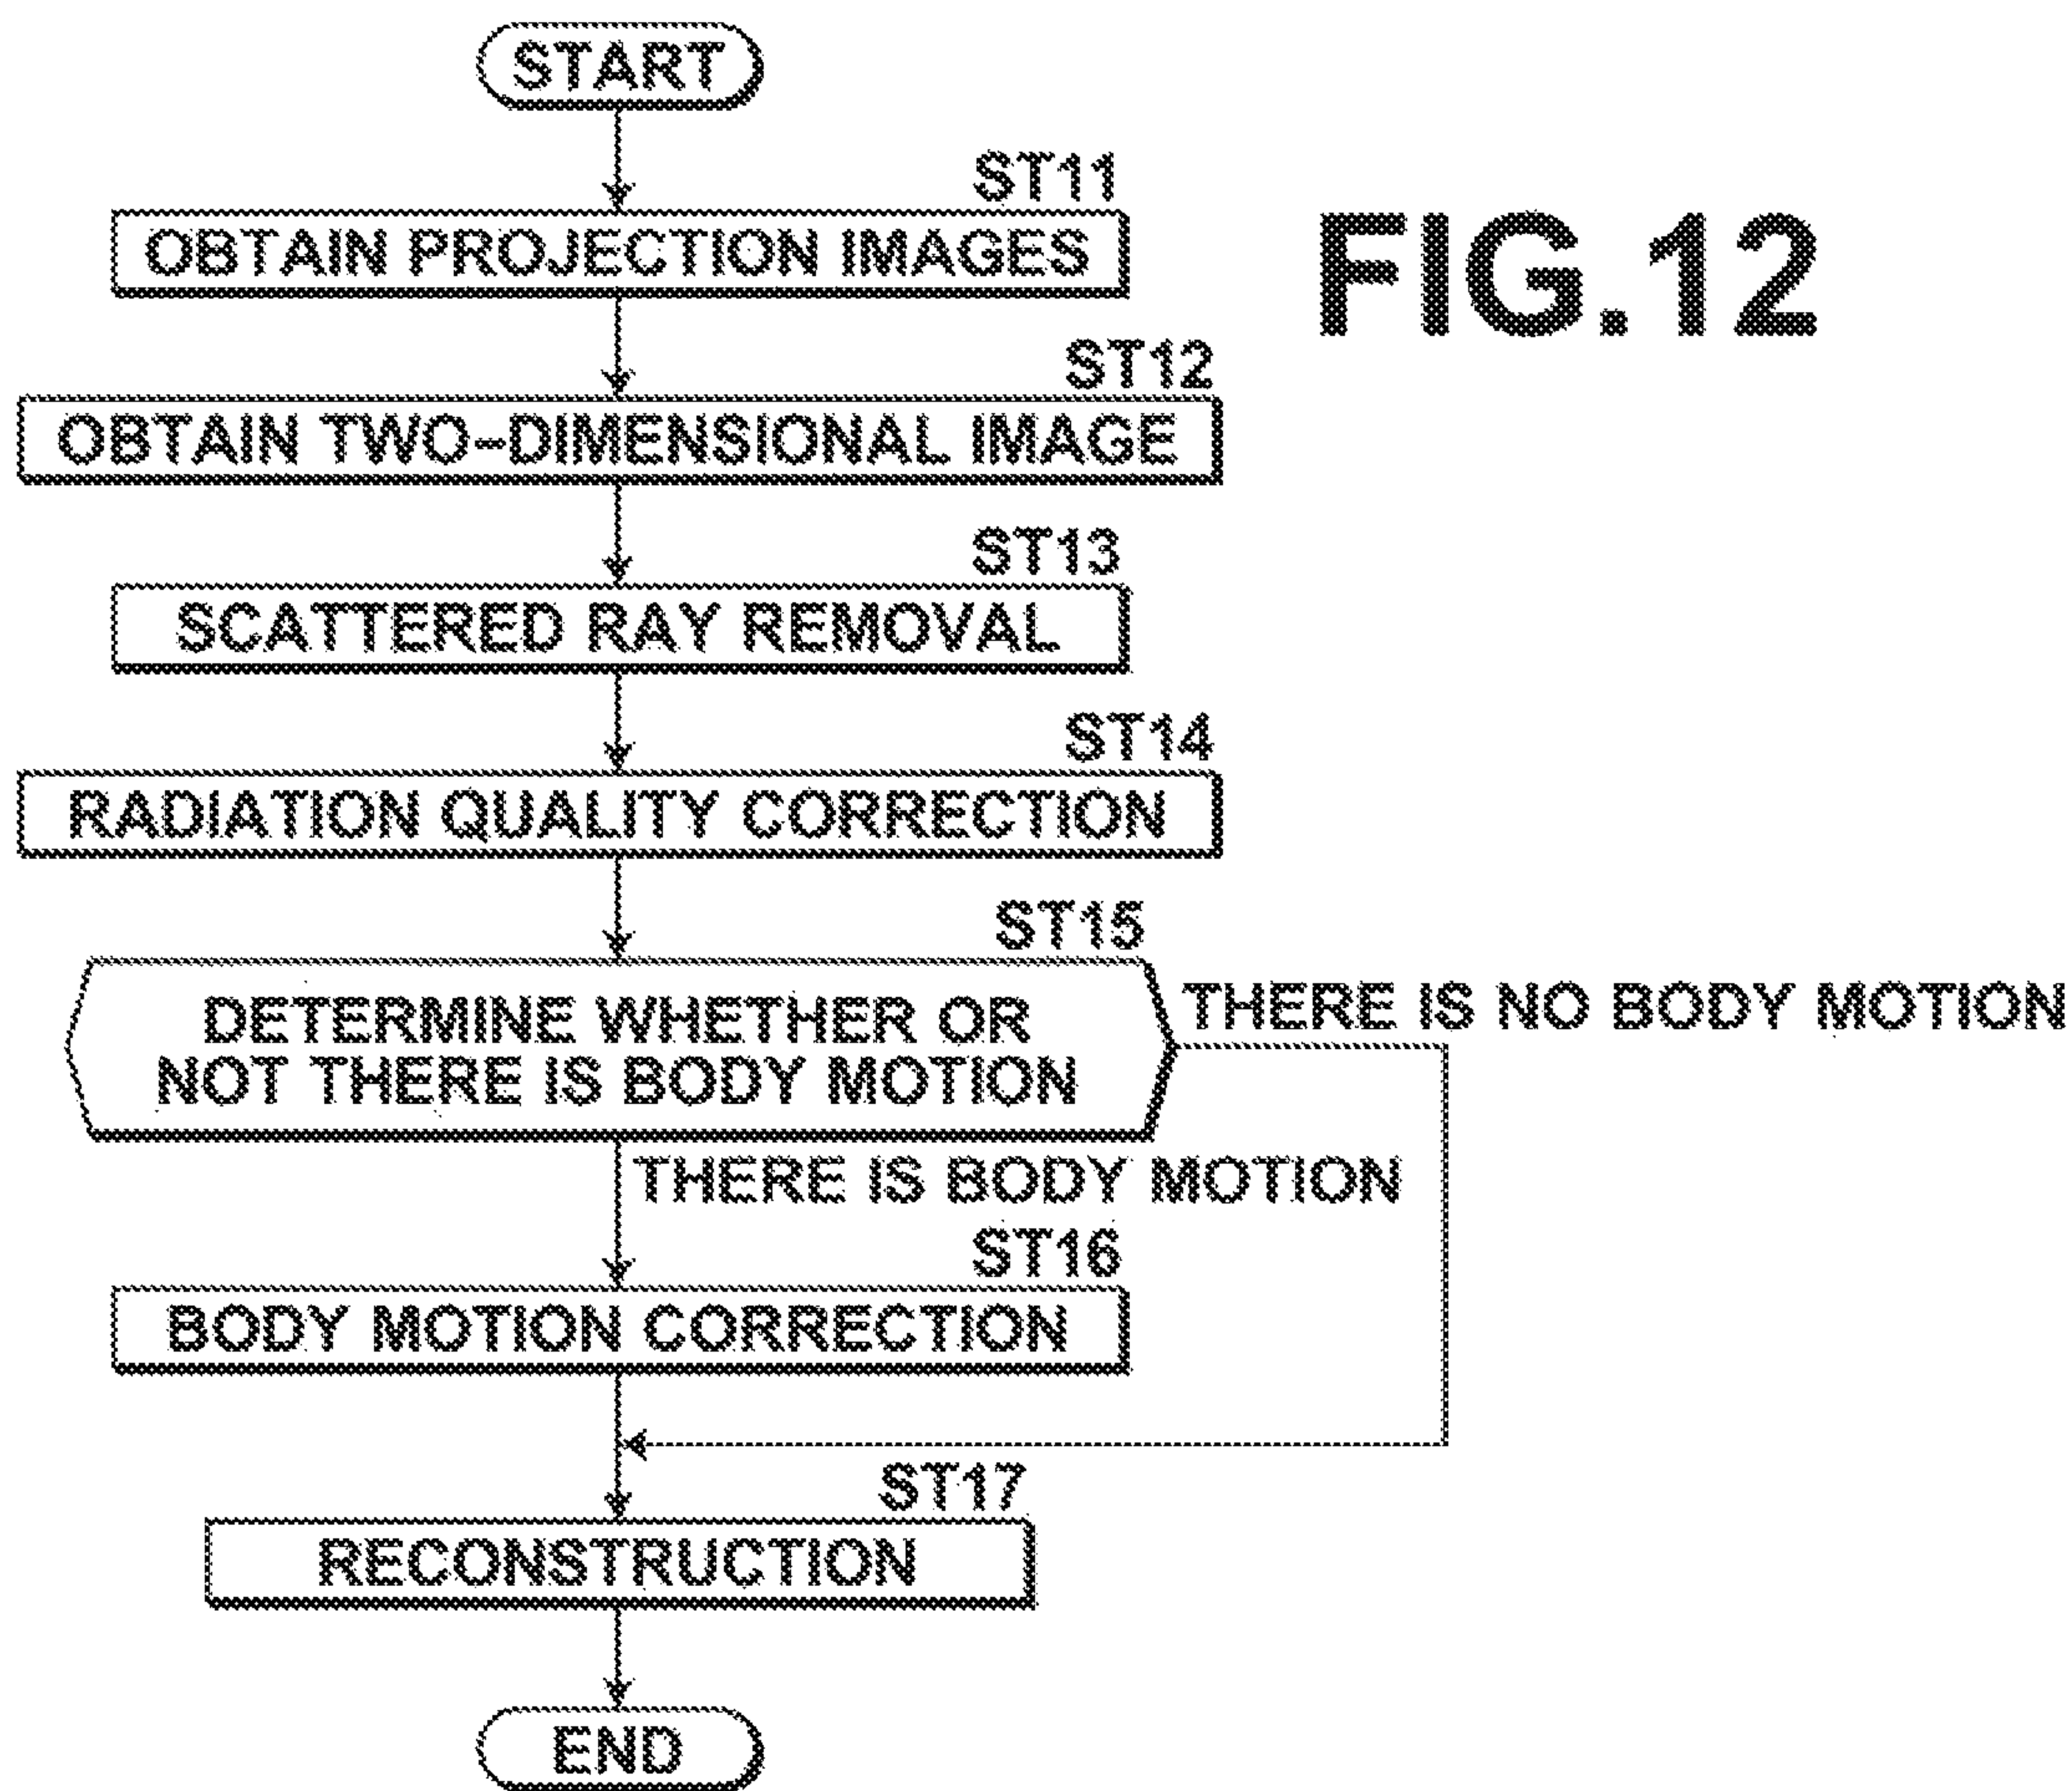 START
ST11
OBTAIN PROJECTION IMAGES
FIG.12
ST12
OBTAIN TWO-DIMENSIONAL IMAGE
ST13
SCATTERED RAY REMOVAL
ST14
RADIATION QUALITY CORRECTION
ST15
DETERMINE WHETHER OR
NOT THERE IS BODY MOTION
THERE IS NO BODY MOTION
THERE IS BODY MOTION
ST16
BODY MOTION CORRECTION
ST17
RECONSTRUCTION
END